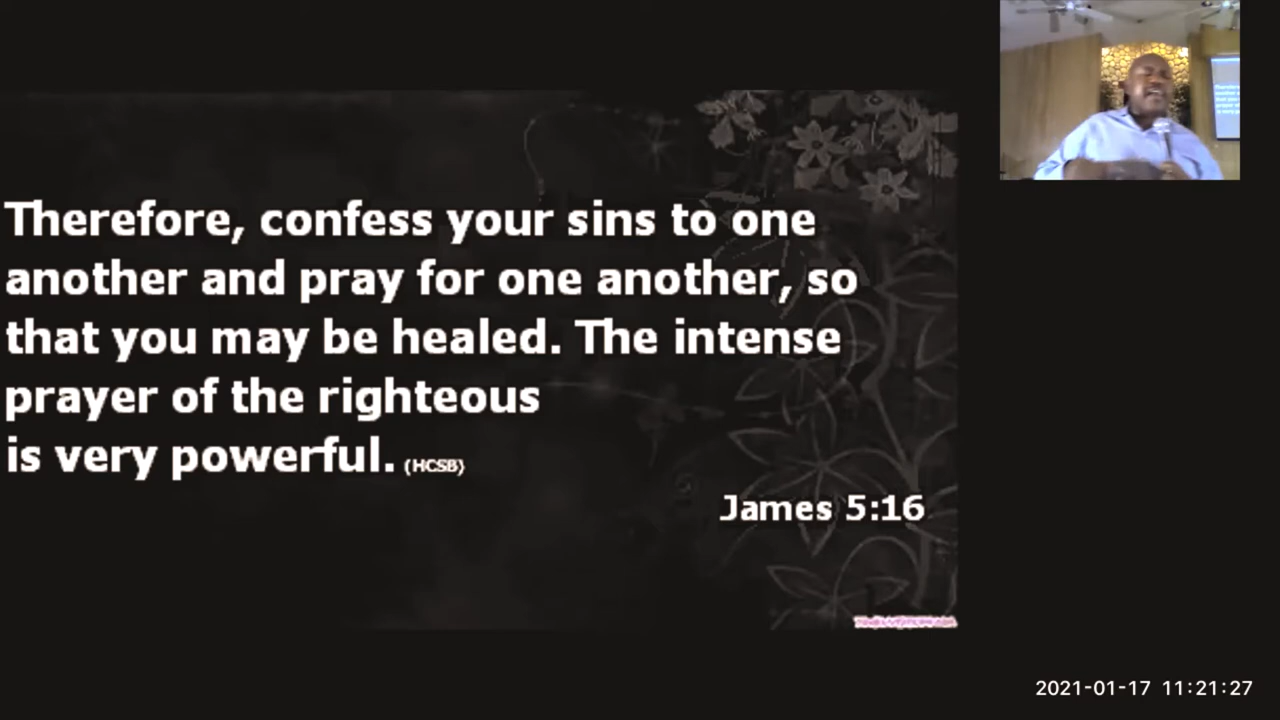 Therefore, confess your sins to one
another and pray for one another, so
that you may be healed. The intense
prayer of the righteous
is very powerful. (HCSB)
James 5:16
2021-01-17 11:21:27